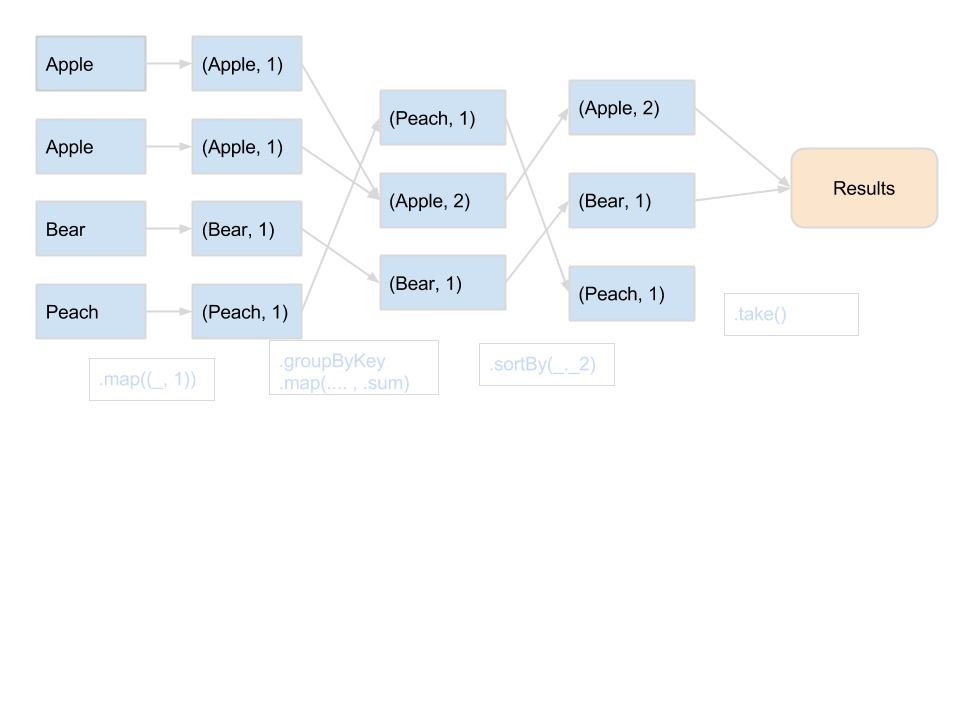 Apple
(Apple, 1)
Apple
(Apple, 1)
Bear
(Bear, 1)
Peach
(Peach, 1)
(Peach, 1)
(Apple, 2)
(Bear, 1)
(Apple, 2)
(Bear, 1)
(Peach, 1)
Results
.map((_, 1))
.groupByKey
.map(.... , .sum)
.sortBy(_._2)
.take()